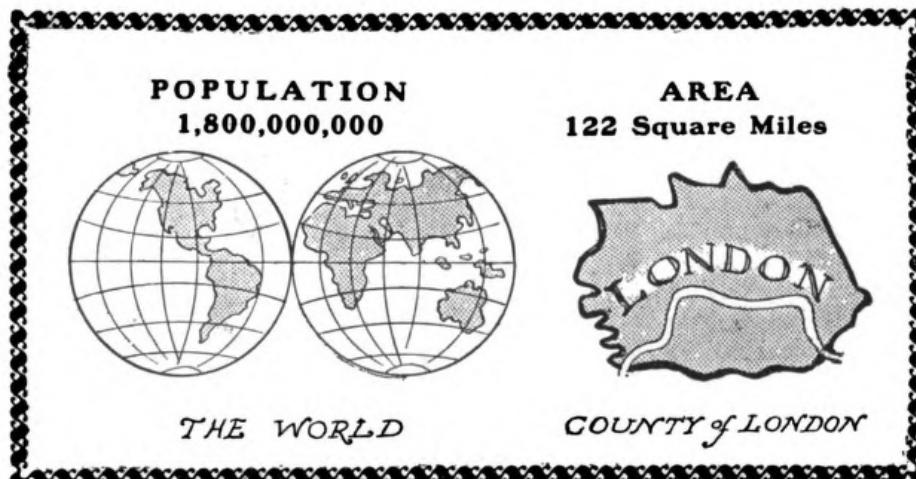 POPULATION
1,800,000,000
THE WORLD
AREA
122 Square Miles
LONDON
COUNTY of LONDON